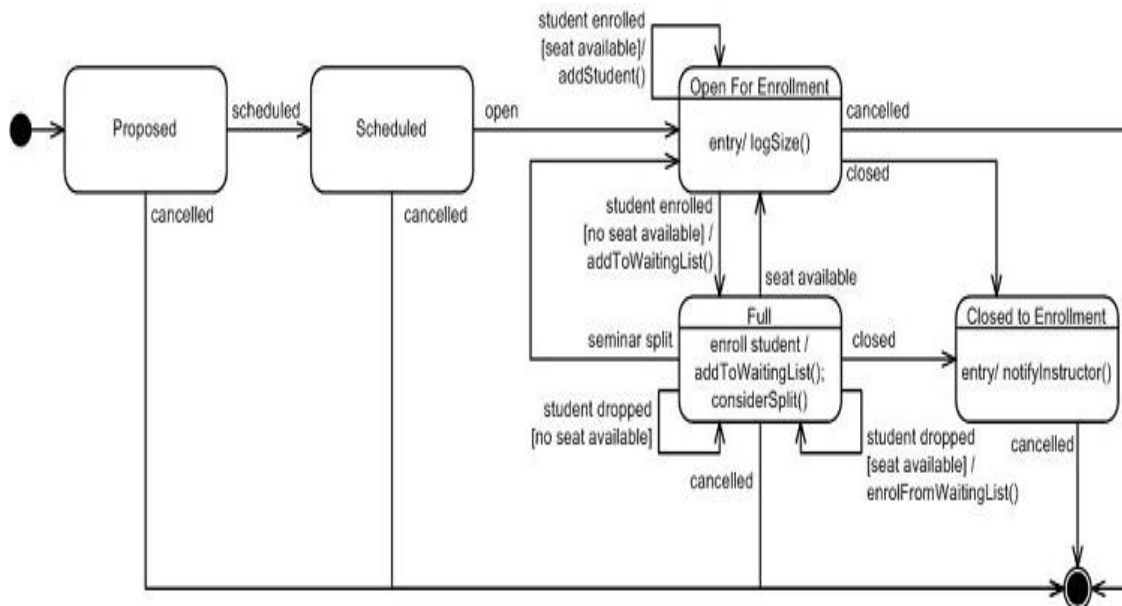 student enrolled
[seat available]/
addStudent()
Proposed
scheduled
Scheduled
open
Open For Enrollment
entry/ logSize()
cancelled
closed
cancelled
cancelled
student enrolled
[no seat available] /
addToWaitingList()
seat available
seminar split
Full
enroll student /
addToWaitingList();
considerSplit()
closed
Closed to Enrollment
entry/ notifyInstructor()
student dropped
[no seat available]
student dropped
[seat available] /
enrolFromWaitingList()
cancelled
cancelled